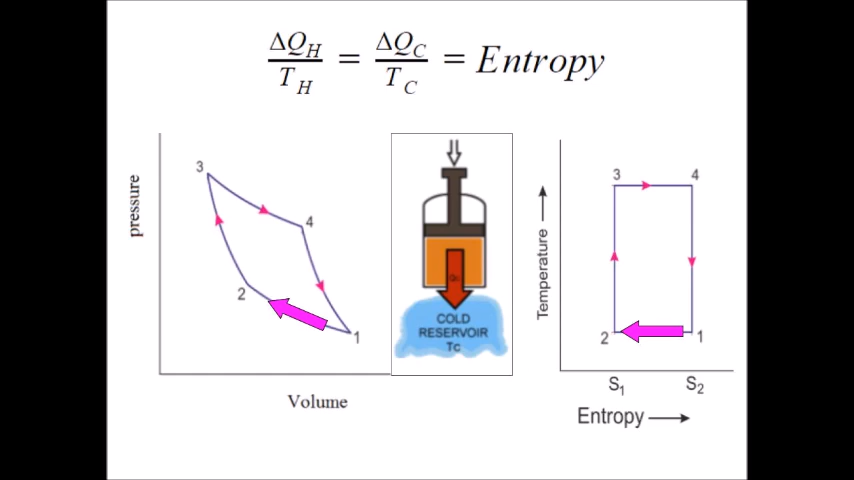 ΔQ_H / T_H = ΔQ_C / T_C = Entropy
pressure
3
4
2
1
Volume
COLD
RESERVOIR
Tc
Temperature
3
4
2
1
S₁
S₂
Entropy